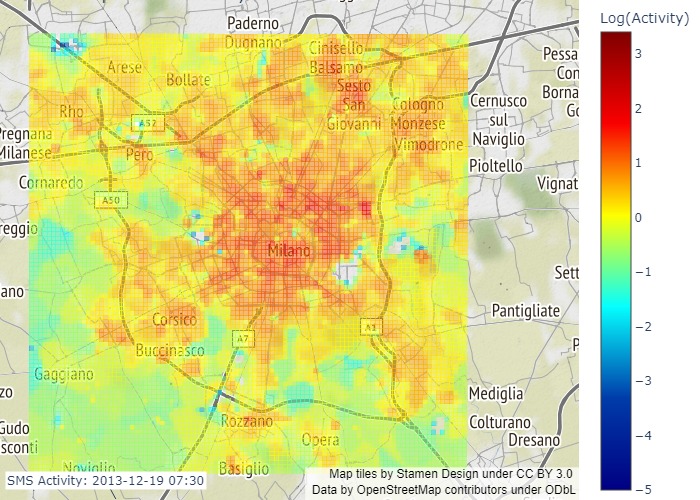 Log(Activity)
3
2
1
0
−1
−2
−3
−4
−5
Paderno
Dugnano
Cinisello
Balsamo
Sesto
San
Giovanni
Arese
Bollate
Rho
A52
Pero
Cologno
Monzese
Vimodrone
Cernusco
sul
Naviglio
Pioltello
Pessa
Con
Borna
Go
Vignat
Pregnana
Milanese
Cornaredo
A50
reggio
ano
Milano
Sett
Pantigliate
P
Corsico
A7
Buccinasco
Gaggiano
zo
Gudo
sconti
Rozzano
Opera
Mediglia
Colturano
Dresano
Noviglio
Basiglio
SMS Activity: 2013-12-19 07:30
Map tiles by Stamen Design under CC BY 3.0
Data by OpenStreetMap contributors under ODbL